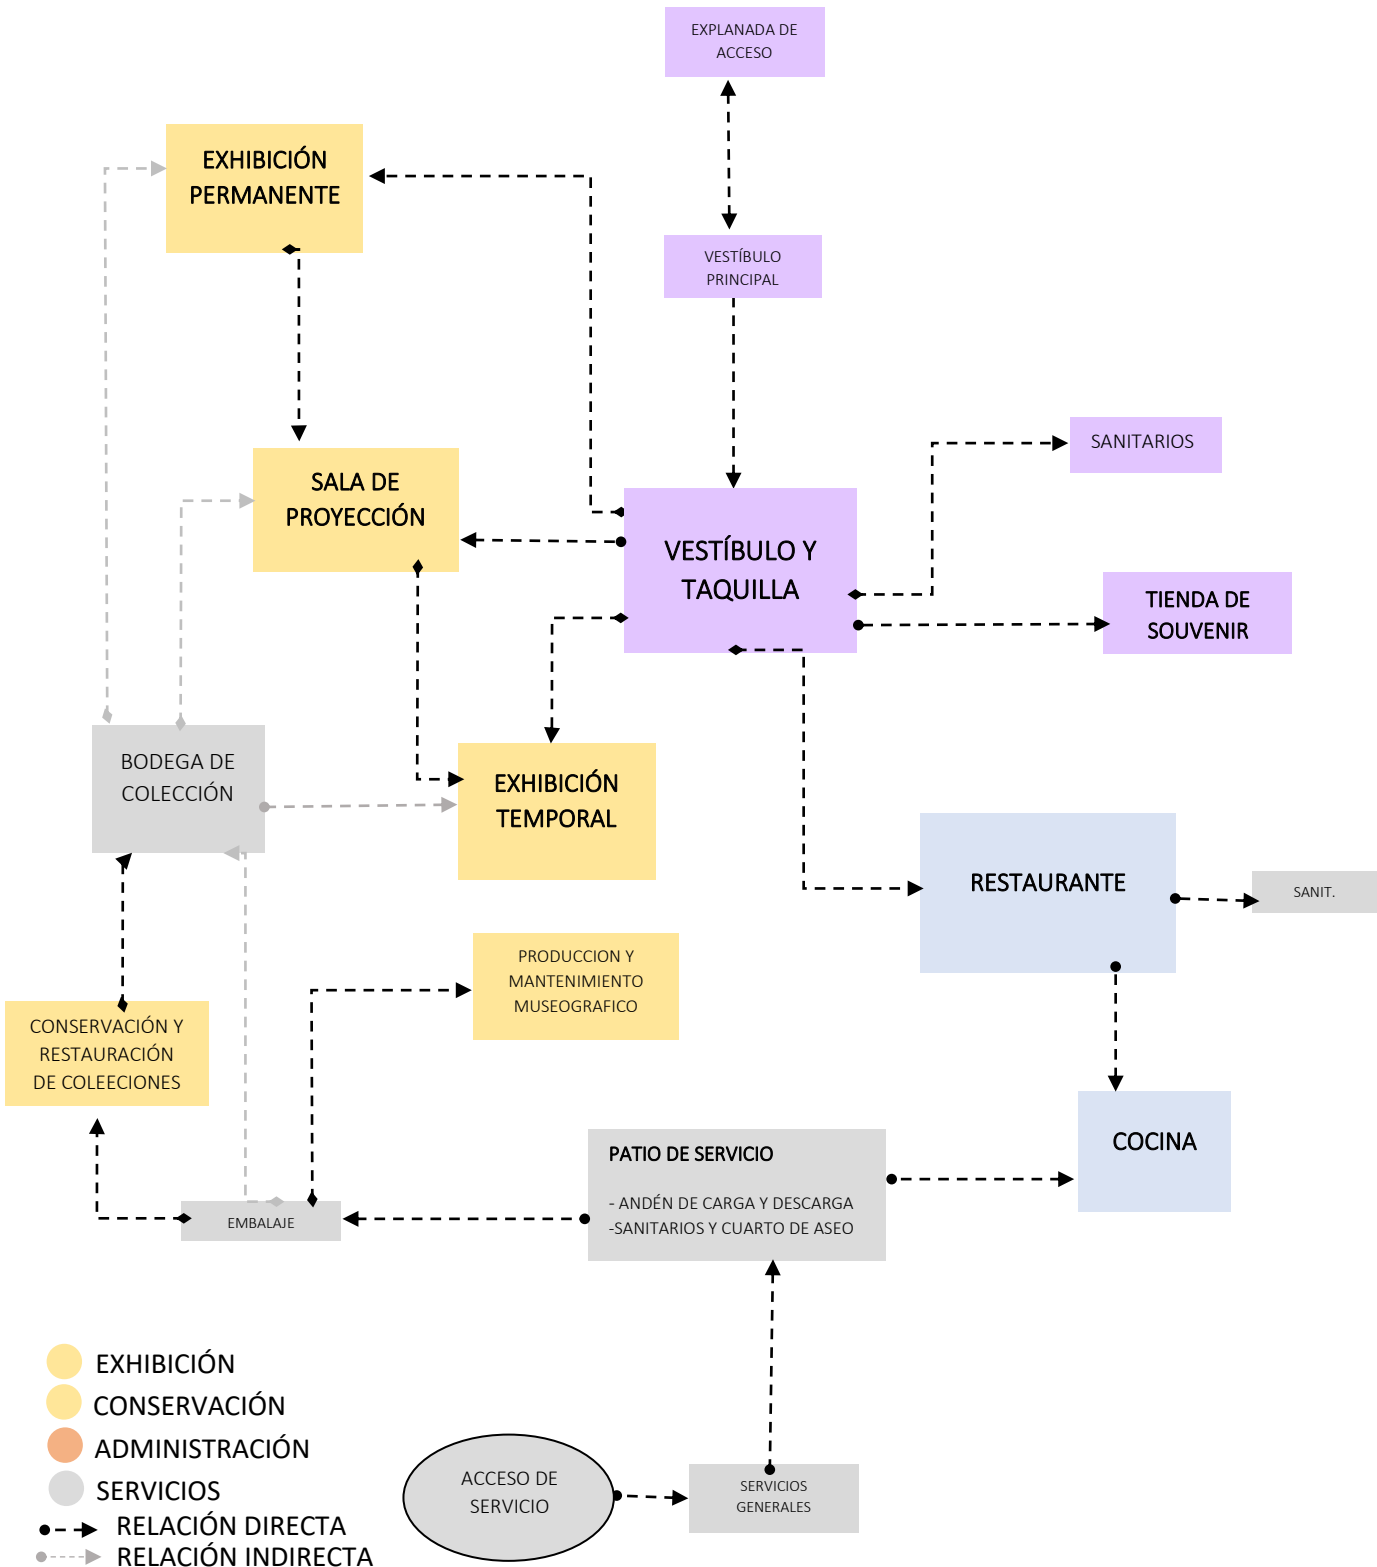 EXPLANADA DE
ACCESO
EXHIBICIÓN
PERMANENTE
VESTÍBULO
PRINCIPAL
SANITARIOS
SALA DE
PROYECCIÓN
VESTÍBULO Y
TAQUILLA
TIENDA DE
SOUVENIR
BODEGA DE
COLECCIÓN
EXHIBICIÓN
TEMPORAL
RESTAURANTE
SANIT.
PRODUCCION Y
MANTENIMIENTO
MUSEOGRAFICO
CONSERVACIÓN Y
RESTAURACIÓN
DE COLEECIONES
COCINA
PATIO DE SERVICIO
- ANDÉN DE CARGA Y DESCARGA
-SANITARIOS Y CUARTO DE ASEO
EMBALAJE
EXHIBICIÓN
CONSERVACIÓN
ADMINISTRACIÓN
SERVICIOS
RELACIÓN DIRECTA
RELACIÓN INDIRECTA
ACCESO DE
SERVICIO
SERVICIOS
GENERALES